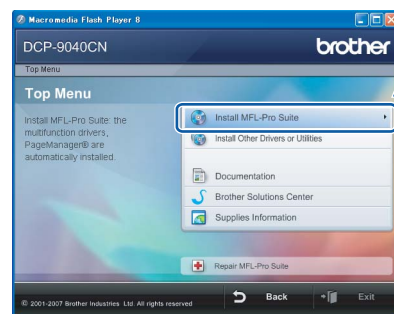 Macromedia Flash Player 8
DCP-9040CN
brother
Top Menu
Top Menu
Install MFL-Pro Suite: the
multifunction drivers,
PageManager® are
automatically installed.
Install MFL-Pro Suite
Install Other Drivers or Utilities
Documentation
Brother Solutions Center
Supplies Information
Repair MFL-Pro Suite
© 2001-2007 Brother Industries Ltd. All rights reserved
Back
Exit